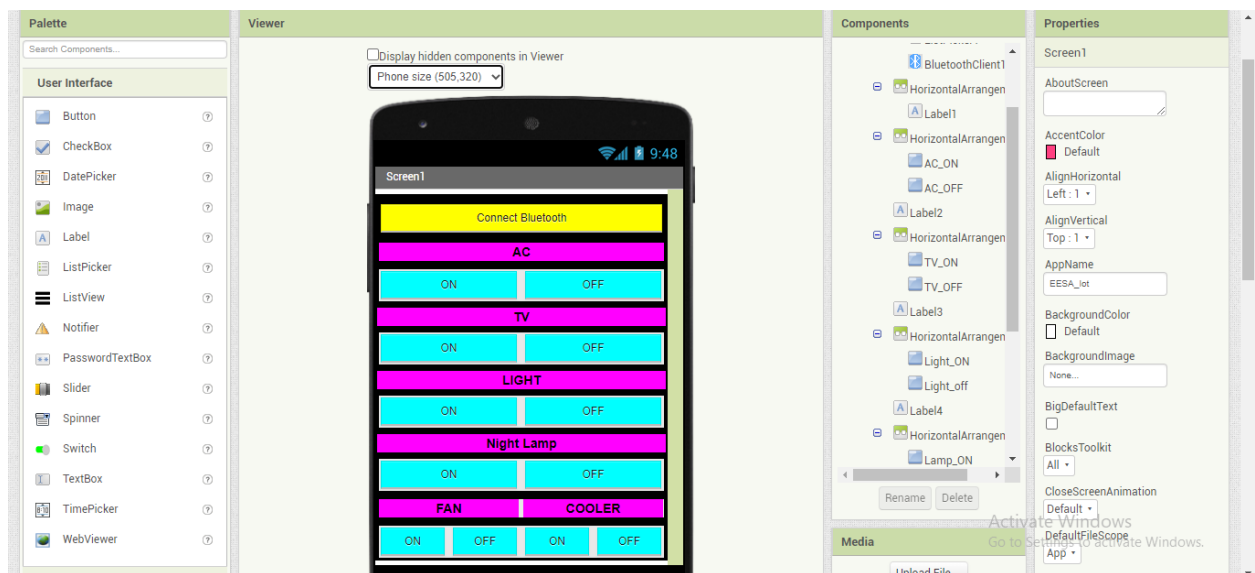 Palette
Search Components...
User Interface
Button
CheckBox
DatePicker
Image
Label
ListPicker
ListView
Notifier
PasswordTextBox
Slider
Spinner
Switch
TextBox
TimePicker
WebViewer
Viewer
Display hidden components in Viewer
Phone size (505,320)
9:48
Screen1
Connect Bluetooth
AC
ON OFF
TV
ON OFF
LIGHT
ON OFF
Night Lamp
ON OFF
FAN COOLER
ON OFF ON OFF
Components
BluetoothClient1
HorizontalArrangen
Label1
HorizontalArrangen
AC_ON
AC_OFF
Label2
HorizontalArrangen
TV_ON
TV_OFF
Label3
HorizontalArrangen
Light_ON
Light_off
Label4
HorizontalArrangen
Lamp_ON
Rename Delete
Media
Upload File ...
Properties
Screen1
AboutScreen
AccentColor
Default
AlignHorizontal
Left : 1
AlignVertical
Top : 1
AppName
EESA_Iot
BackgroundColor
Default
BackgroundImage
None...
BigDefaultText
BlocksToolkit
All
CloseScreenAnimation
Default
DefaultFileScope
App
Activate Windows
Go to Settings to activate Windows.